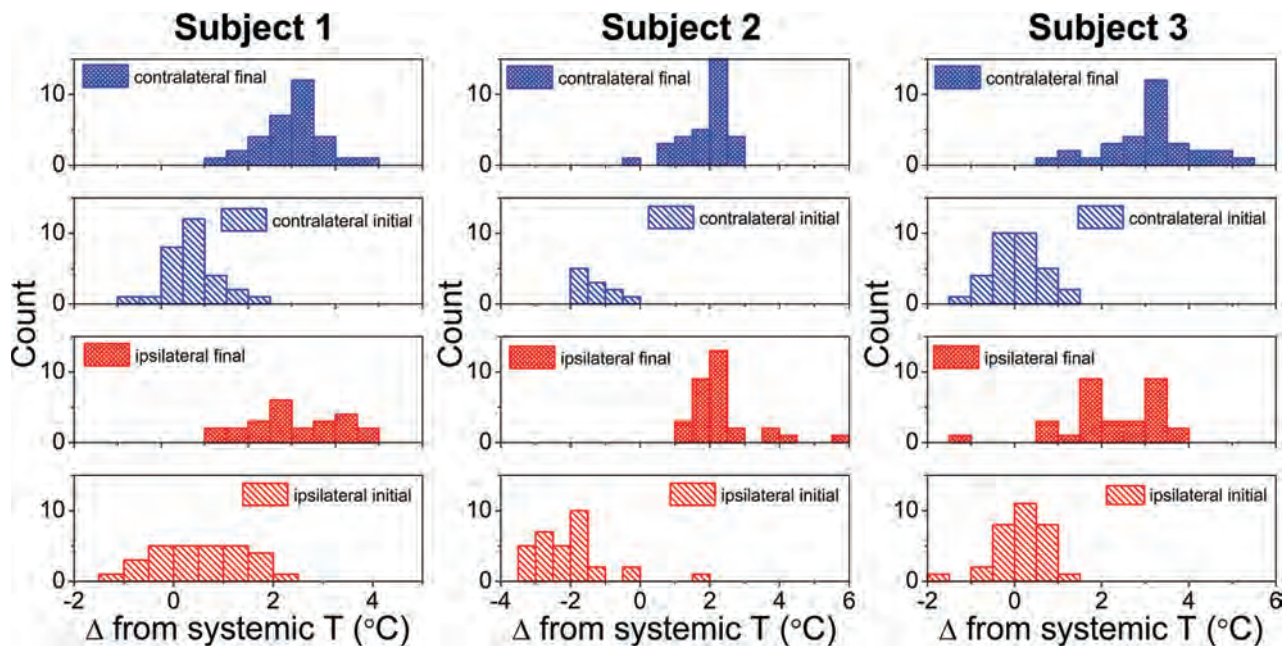 Subject 1 Subject 2 Subject 3
contralateral final contralateral final contralateral final
10 10 10
0 0 0
contralateral initial contralateral initial contralateral initial
10 10 10
0 0 0
Count Count Count
ipsilateral final ipsilateral final ipsilateral final
10 10 10
0 0 0
ipsilateral initial ipsilateral initial ipsilateral initial
10 10 10
0 0 0
-2 0 2 4 -4 -2 0 2 4 6 -2 0 2 4 6
Δ from systemic T (°C) Δ from systemic T (°C) Δ from systemic T (°C)